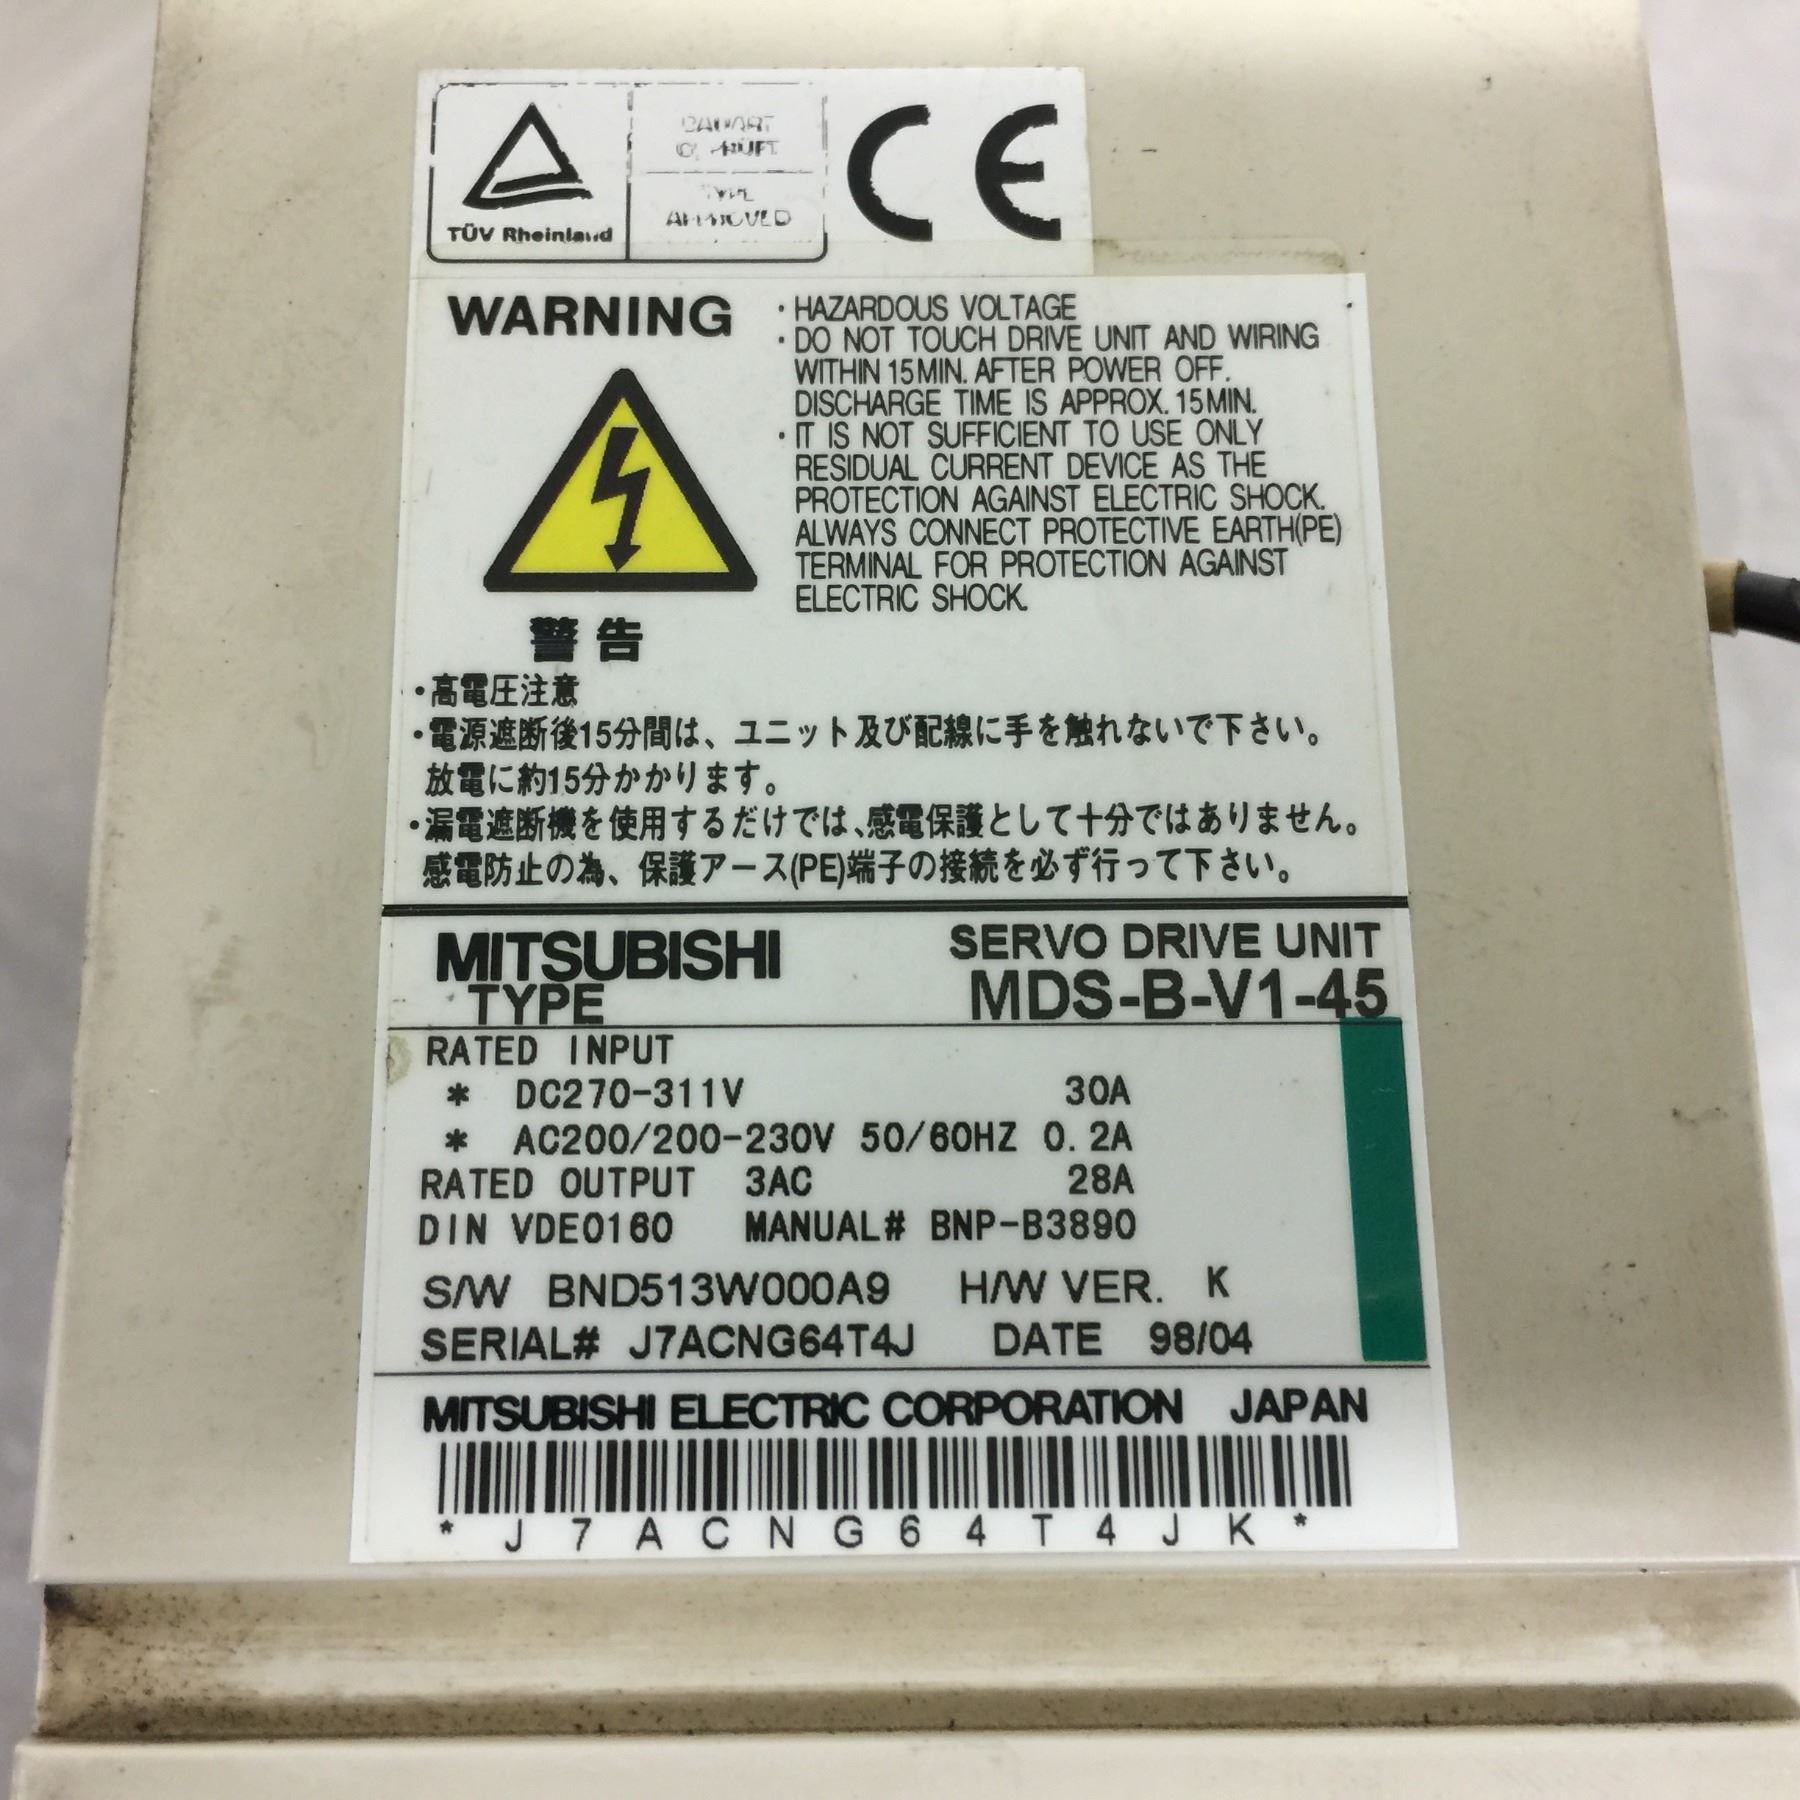 TÜV Rheinland
TYPE
APPROVED
CE
WARNING
・HAZARDOUS VOLTAGE
・DO NOT TOUCH DRIVE UNIT AND WIRING
WITHIN 15MIN. AFTER POWER OFF.
DISCHARGE TIME IS APPROX. 15MIN.
・IT IS NOT SUFFICIENT TO USE ONLY
RESIDUAL CURRENT DEVICE AS THE
PROTECTION AGAINST ELECTRIC SHOCK.
ALWAYS CONNECT PROTECTIVE EARTH(PE)
TERMINAL FOR PROTECTION AGAINST
ELECTRIC SHOCK.
警告
・高電圧注意
・電源遮断後15分間は、ユニット及び配線に手を触れないで下さい。
放電に約15分かかります。
・漏電遮断機を使用するだけでは、感電保護として十分ではありません。
感電防止の為、保護アース(PE)端子の接続を必ず行って下さい。
MITSUBISHI SERVO DRIVE UNIT
TYPE MDS-B-V1-45
RATED INPUT
* DC270-311V 30A
* AC200/200-230V 50/60HZ 0.2A
RATED OUTPUT 3AC 28A
DIN VDE0160 MANUAL# BNP-B3890
S/W BND513W000A9 H/W VER. K
SERIAL# J7ACNG64T4J DATE 98/04
MITSUBISHI ELECTRIC CORPORATION JAPAN
*J7ACNG64T4JK*